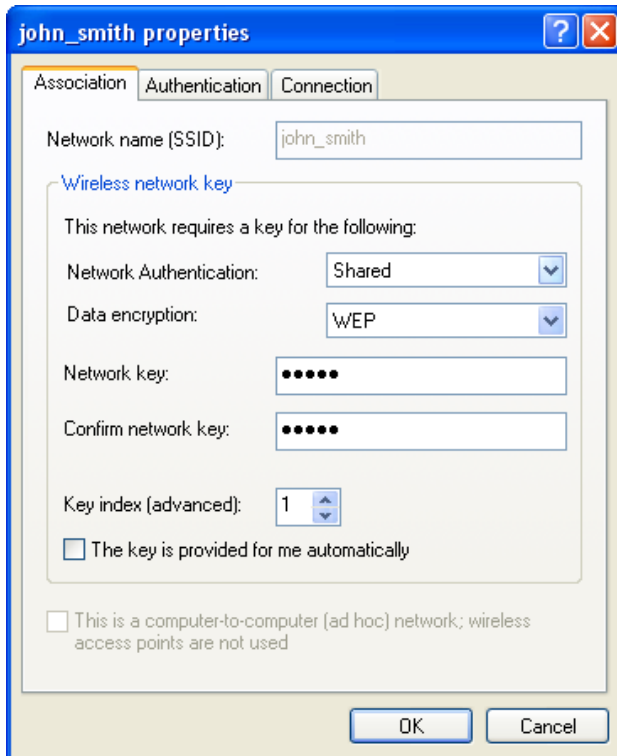 john_smith properties
Association Authentication Connection
Network name (SSID): john_smith
Wireless network key
This network requires a key for the following:
Network Authentication: Shared
Data encryption: WEP
Network key: •••••
Confirm network key: •••••
Key index (advanced): 1
The key is provided for me automatically
This is a computer-to-computer (ad hoc) network; wireless
access points are not used
OK Cancel